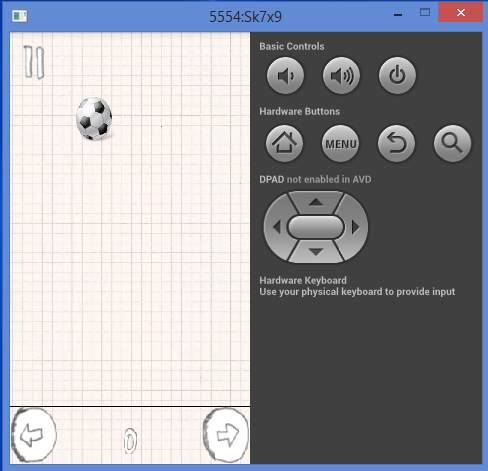 5554:Sk7x9
Basic Controls
Hardware Buttons
MENU
DPAD not enabled in AVD
Hardware Keyboard
Use your physical keyboard to provide input
0